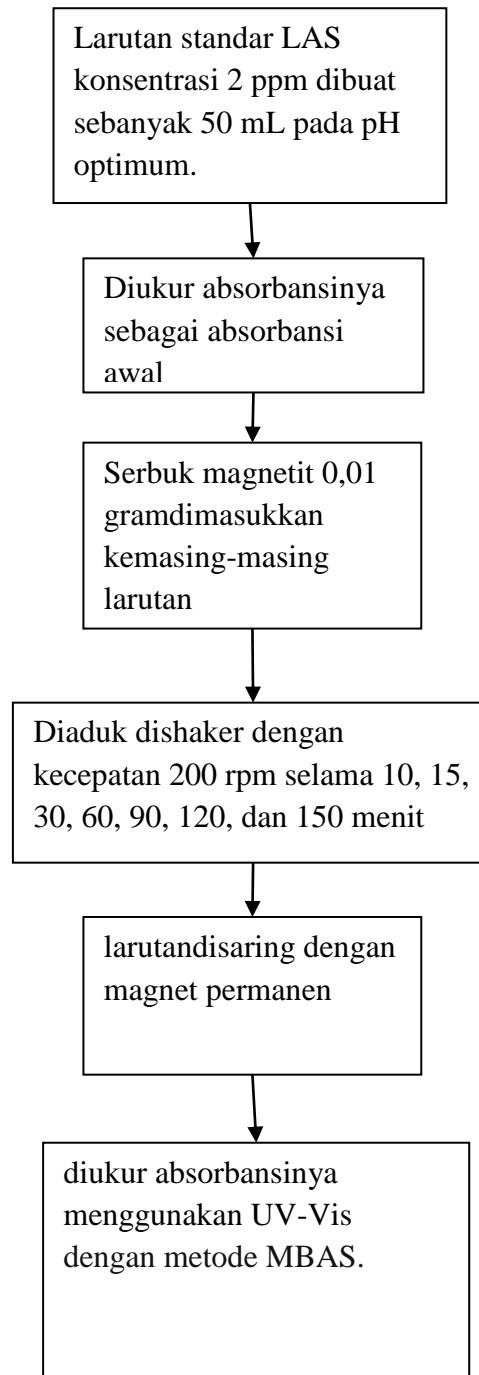 Larutan standar LAS
konsentrasi 2 ppm dibuat
sebanyak 50 mL pada pH
optimum.
Diukur absorbansinya
sebagai absorbansi
awal
Serbuk magnetit 0,01
gramdimasukkan
kemasing-masing
larutan
Diaduk dishaker dengan
kecepatan 200 rpm selama 10, 15,
30, 60, 90, 120, dan 150 menit
larutandisaring dengan
magnet permanen
diukur absorbansinya
menggunakan UV-Vis
dengan metode MBAS.